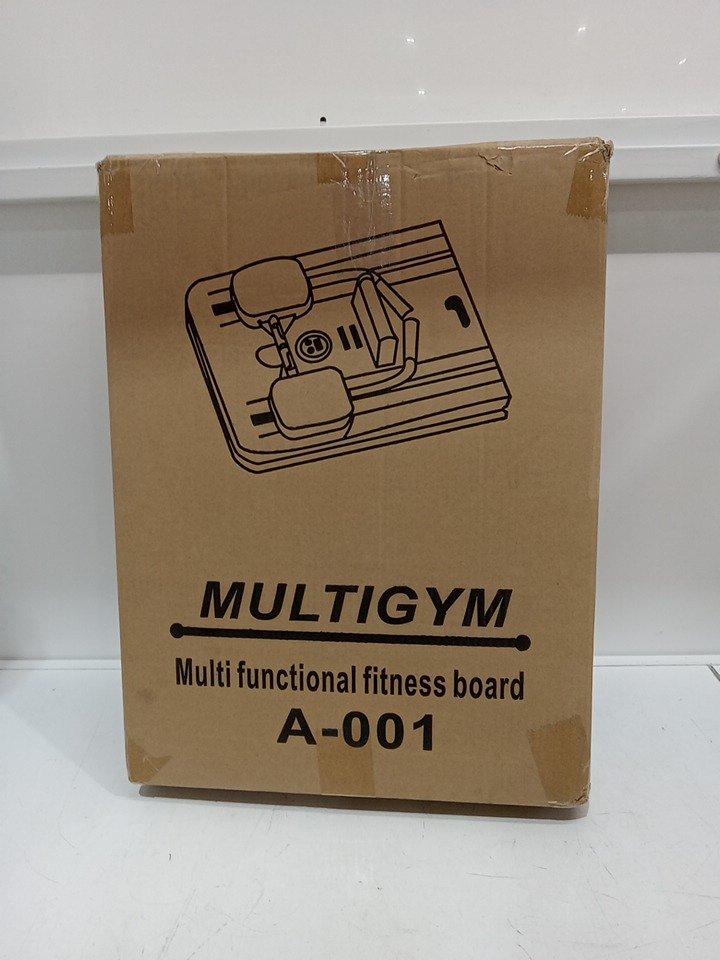 MULTIGYM
Multi functional fitness board
A-001